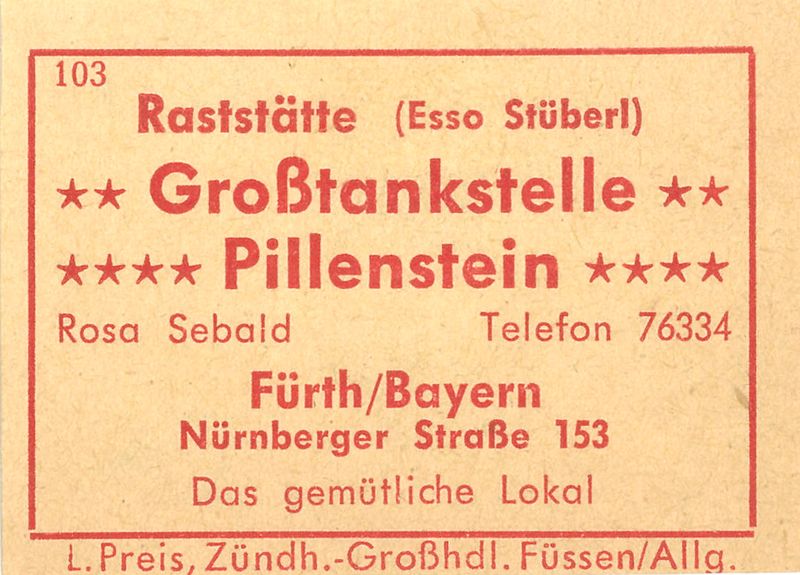 103
Raststätte (Esso Stüberl)
★★ Großtankstelle ★★
★★★★ Pillenstein ★★★★
Rosa Sebald Telefon 76334
Fürth/Bayern
Nürnberger Straße 153
Das gemütliche Lokal
L. Preis, Zündh.-Großhdl. Füssen/Allg.